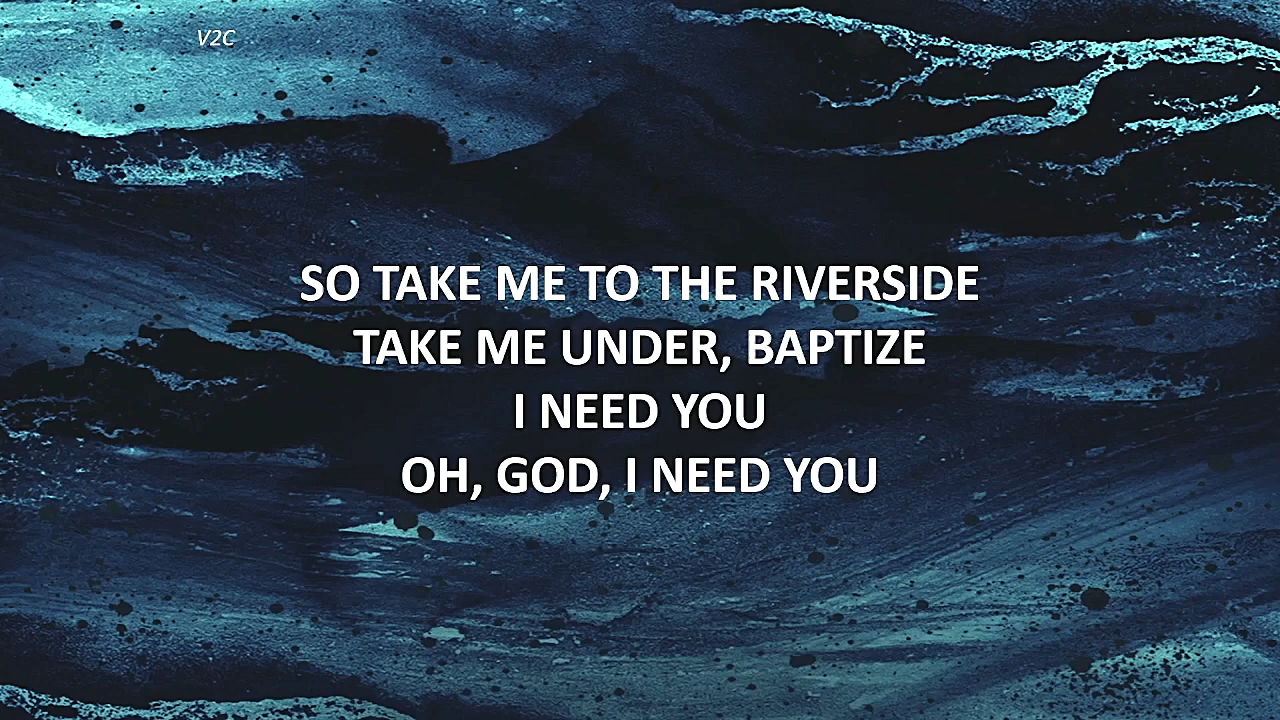 V2C
SO TAKE ME TO THE RIVERSIDE
TAKE ME UNDER, BAPTIZE
I NEED YOU
OH, GOD, I NEED YOU